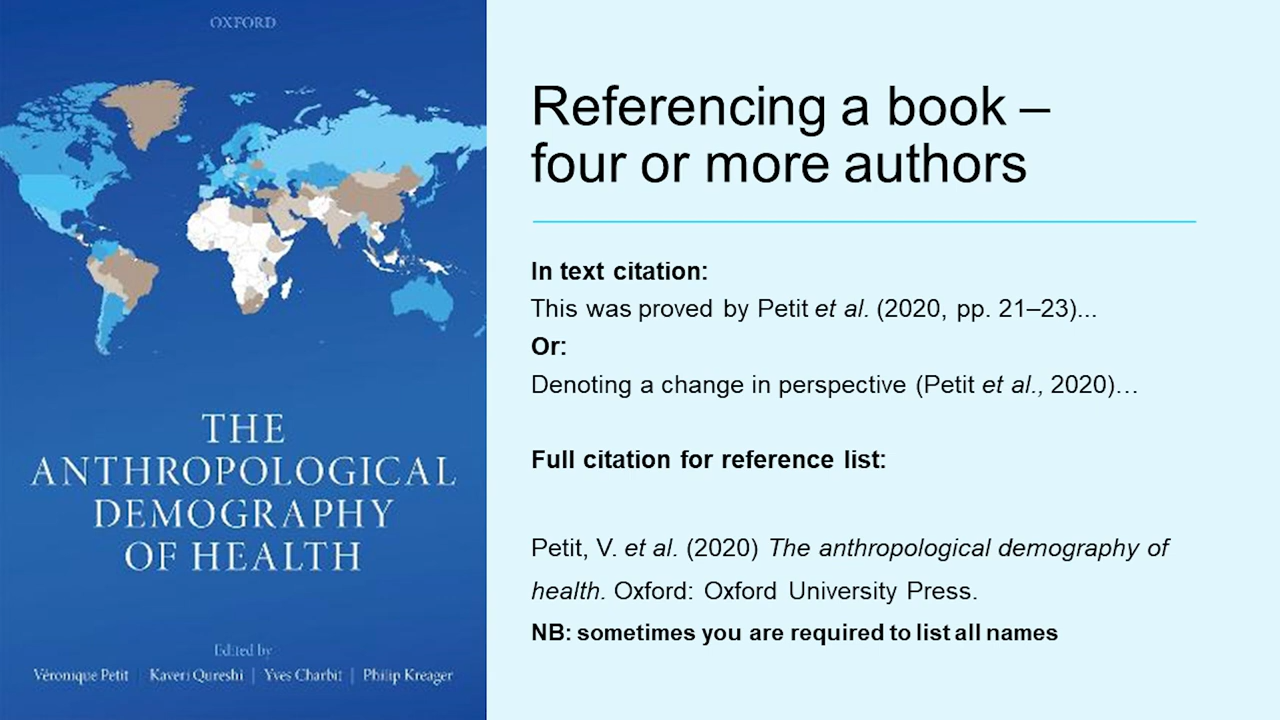 OXFORD
THE
ANTHROPOLOGICAL
DEMOGRAPHY
OF HEALTH
Edited by
Véronique Petit | Kaveri Qureshi | Yves Charbit | Philip Kreager
Referencing a book –
four or more authors
In text citation:
This was proved by Petit et al. (2020, pp. 21–23)...
Or:
Denoting a change in perspective (Petit et al., 2020)…
Full citation for reference list:
Petit, V. et al. (2020) The anthropological demography of
health. Oxford: Oxford University Press.
NB: sometimes you are required to list all names